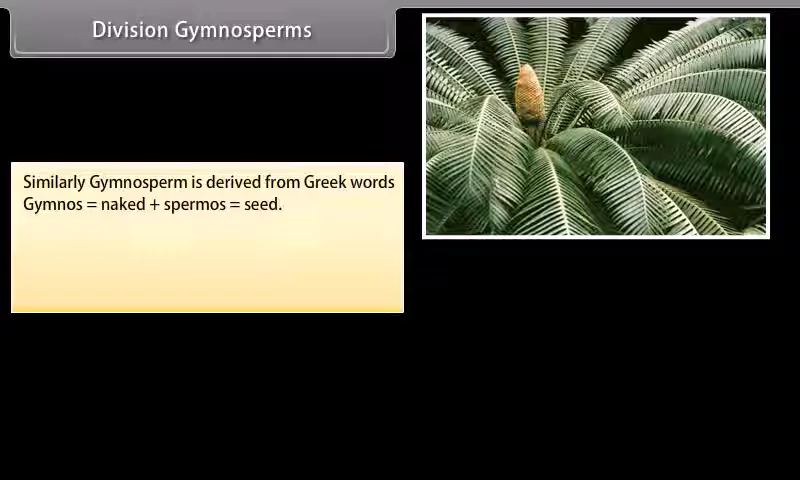 Division Gymnosperms
Similarly Gymnosperm is derived from Greek words
Gymnos = naked + spermos = seed.